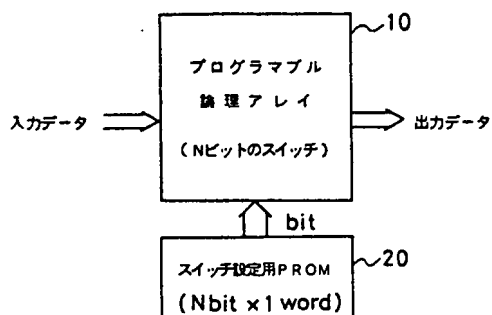 10
プログラマブル
論理アレイ
入力データ
出力データ
(Nビットのスイッチ)
bit
スイッチ設定用PROM
20
(Nbit x 1 word)